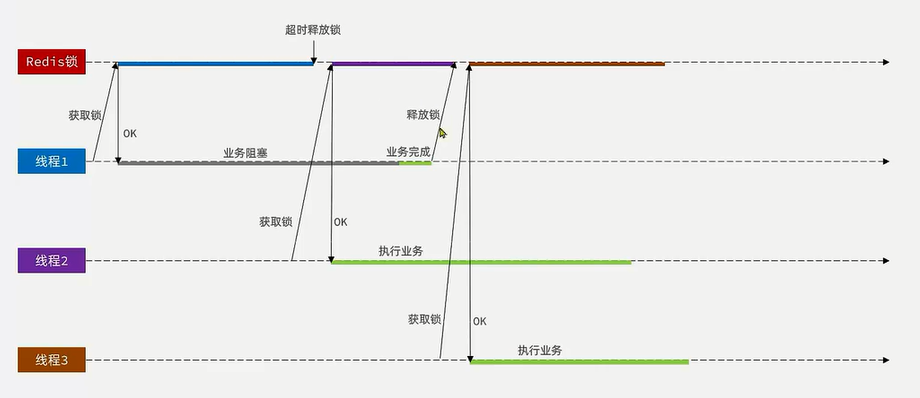 超时释放锁
Redis锁
获取锁
OK
释放锁
业务阻塞
业务完成
线程1
获取锁
OK
执行业务
线程2
获取锁
OK
执行业务
线程3